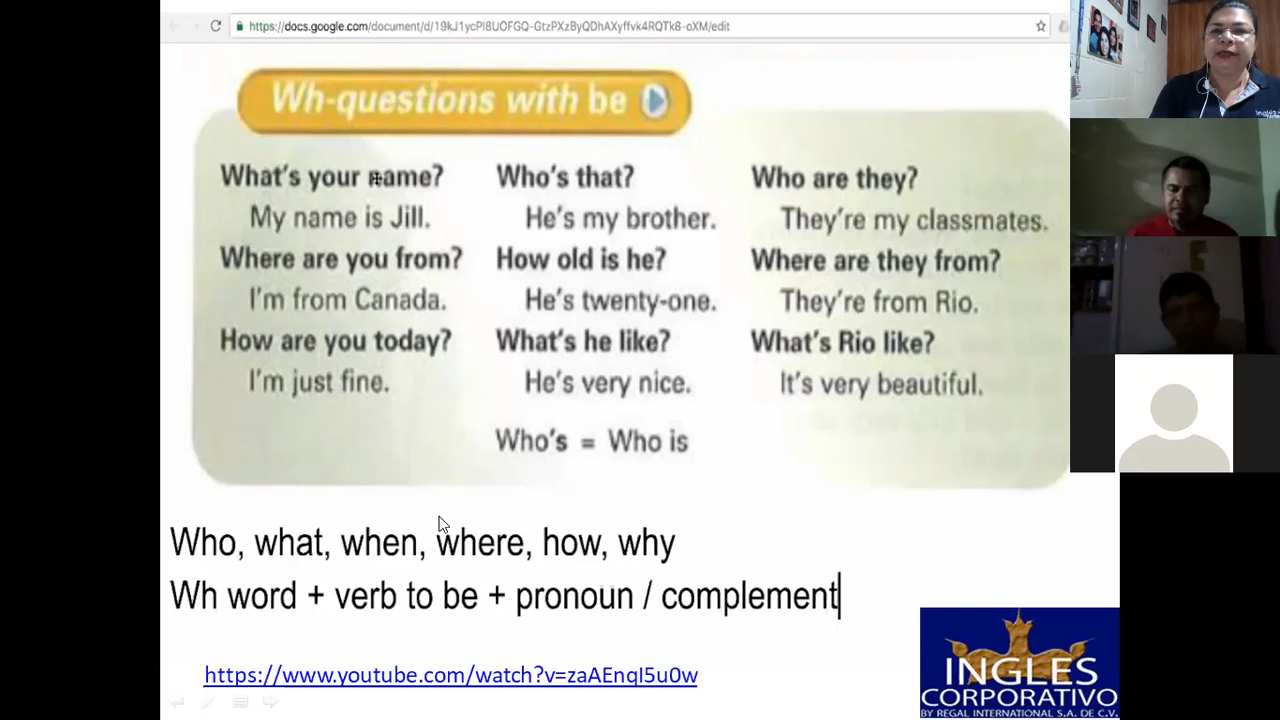 https://docs.google.com/document/d/19kJ1ycPl8UOFGQ-GtzPXzByQDhAXyffvk4RQTk8-oXM/edit
Wh-questions with be
What's your name?
My name is Jill.
Where are you from?
I'm from Canada.
How are you today?
I'm just fine.
Who's that?
He's my brother.
How old is he?
He's twenty-one.
What's he like?
He's very nice.
Who's = Who is
Who are they?
They're my classmates.
Where are they from?
They're from Rio.
What's Rio like?
It's very beautiful.
Who, what, when, where, how, why
Wh word + verb to be + pronoun / complement
https://www.youtube.com/watch?v=zaAEnqI5u0w
INGLES
CORPORATIVO
BY REGAL INTERNATIONAL S.A. DE C.V.